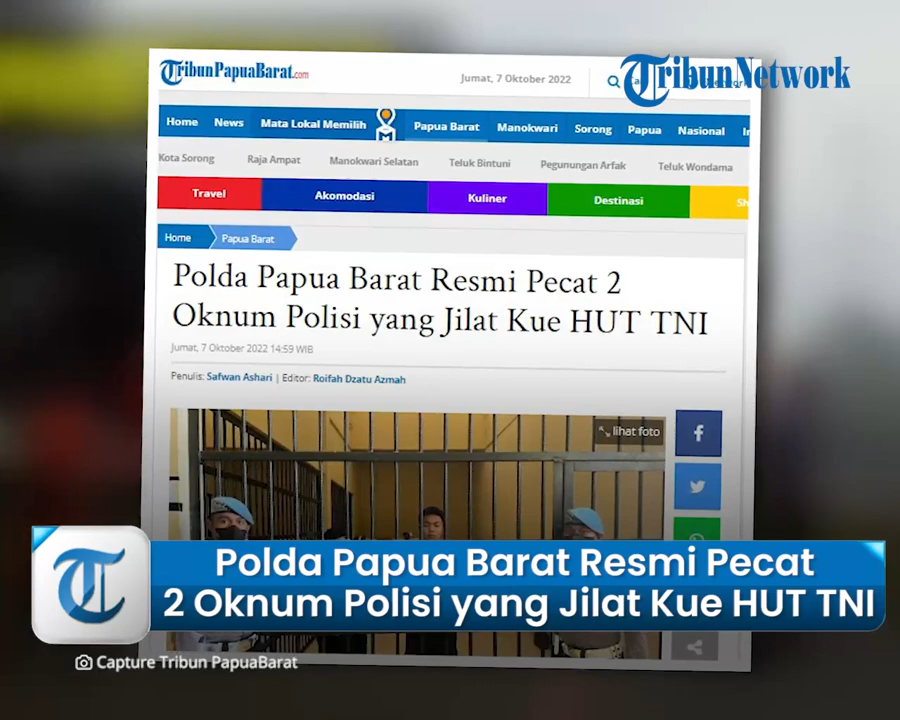 TribunPapuaBarat.com
Jumat, 7 Oktober 2022
TribunNetwork
Home News Mata Lokal Memilih Papua Barat Manokwari Sorong Papua Nasional
Kota Sorong Raja Ampat Manokwari Selatan Teluk Bintuni Pegunungan Arfak Teluk Wondama
Travel Akomodasi Kuliner Destinasi
Home Papua Barat
Polda Papua Barat Resmi Pecat 2
Oknum Polisi yang Jilat Kue HUT TNI
Jumat, 7 Oktober 2022 14:59 WIB
Penulis: Safwan Ashari | Editor: Roifah Dzatu Azmah
lihat foto
Polda Papua Barat Resmi Pecat
2 Oknum Polisi yang Jilat Kue HUT TNI
Capture Tribun PapuaBarat